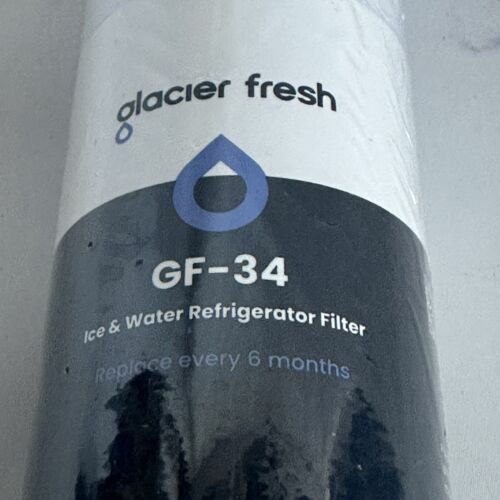 glacier fresh
GF-34
Ice & Water Refrigerator Filter
Replace every 6 months